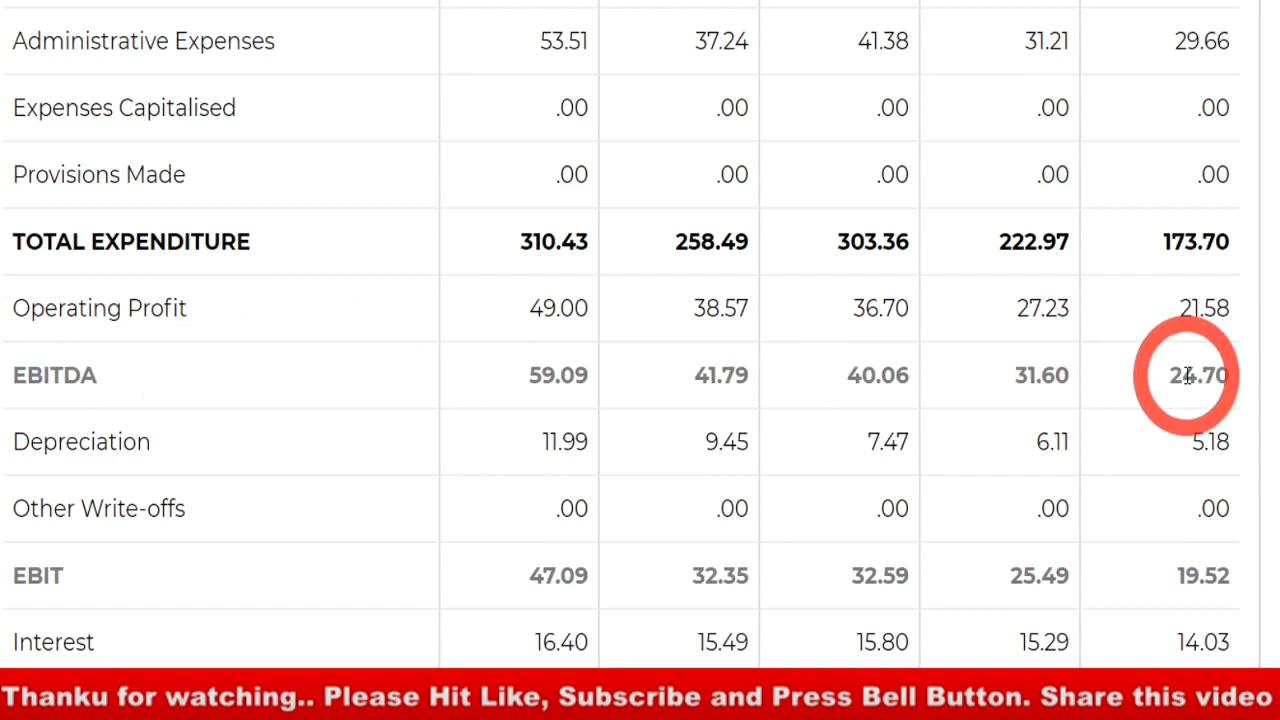 Administrative Expenses 53.51 37.24 41.38 31.21 29.66
Expenses Capitalised .00 .00 .00 .00 .00
Provisions Made .00 .00 .00 .00 .00
TOTAL EXPENDITURE 310.43 258.49 303.36 222.97 173.70
Operating Profit 49.00 38.57 36.70 27.23 21.58
EBITDA 59.09 41.79 40.06 31.60 24.70
Depreciation 11.99 9.45 7.47 6.11 5.18
Other Write-offs .00 .00 .00 .00 .00
EBIT 47.09 32.35 32.59 25.49 19.52
Interest 16.40 15.49 15.80 15.29 14.03
Thanku for watching.. Please Hit Like, Subscribe and Press Bell Button. Share this video